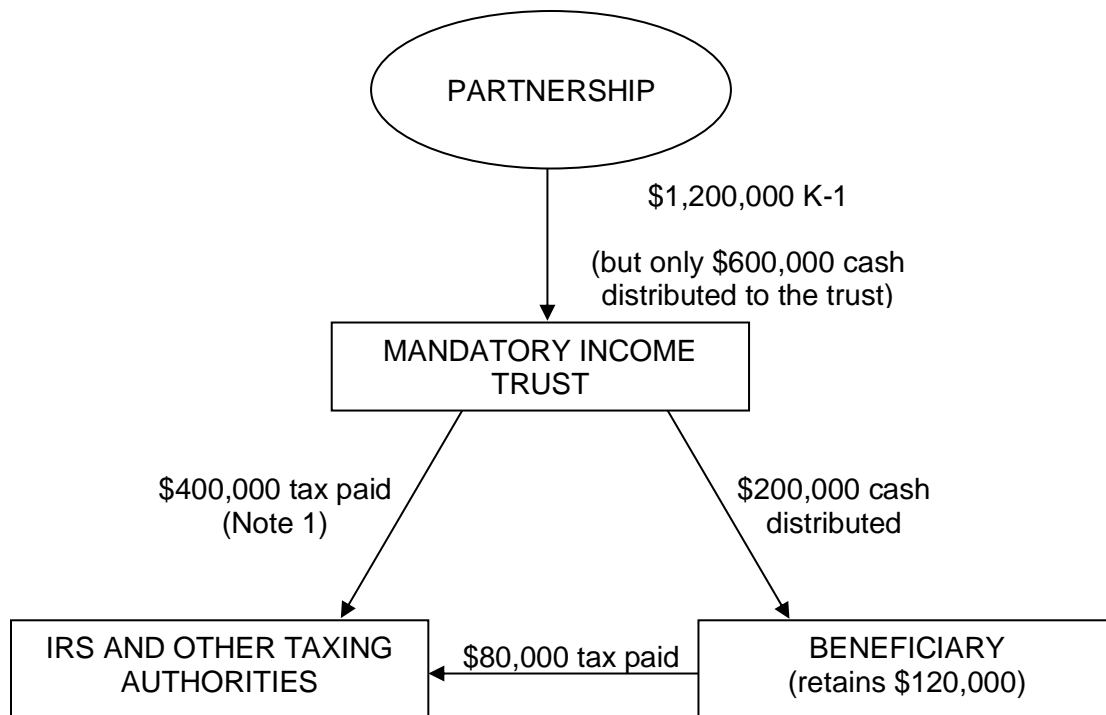 PARTNERSHIP
$1,200,000 K-1
(but only $600,000 cash
distributed to the trust)
MANDATORY INCOME
TRUST
$400,000 tax paid
(Note 1)
$200,000 cash
distributed
IRS AND OTHER TAXING
AUTHORITIES
$80,000 tax paid
BENEFICIARY
(retains $120,000)